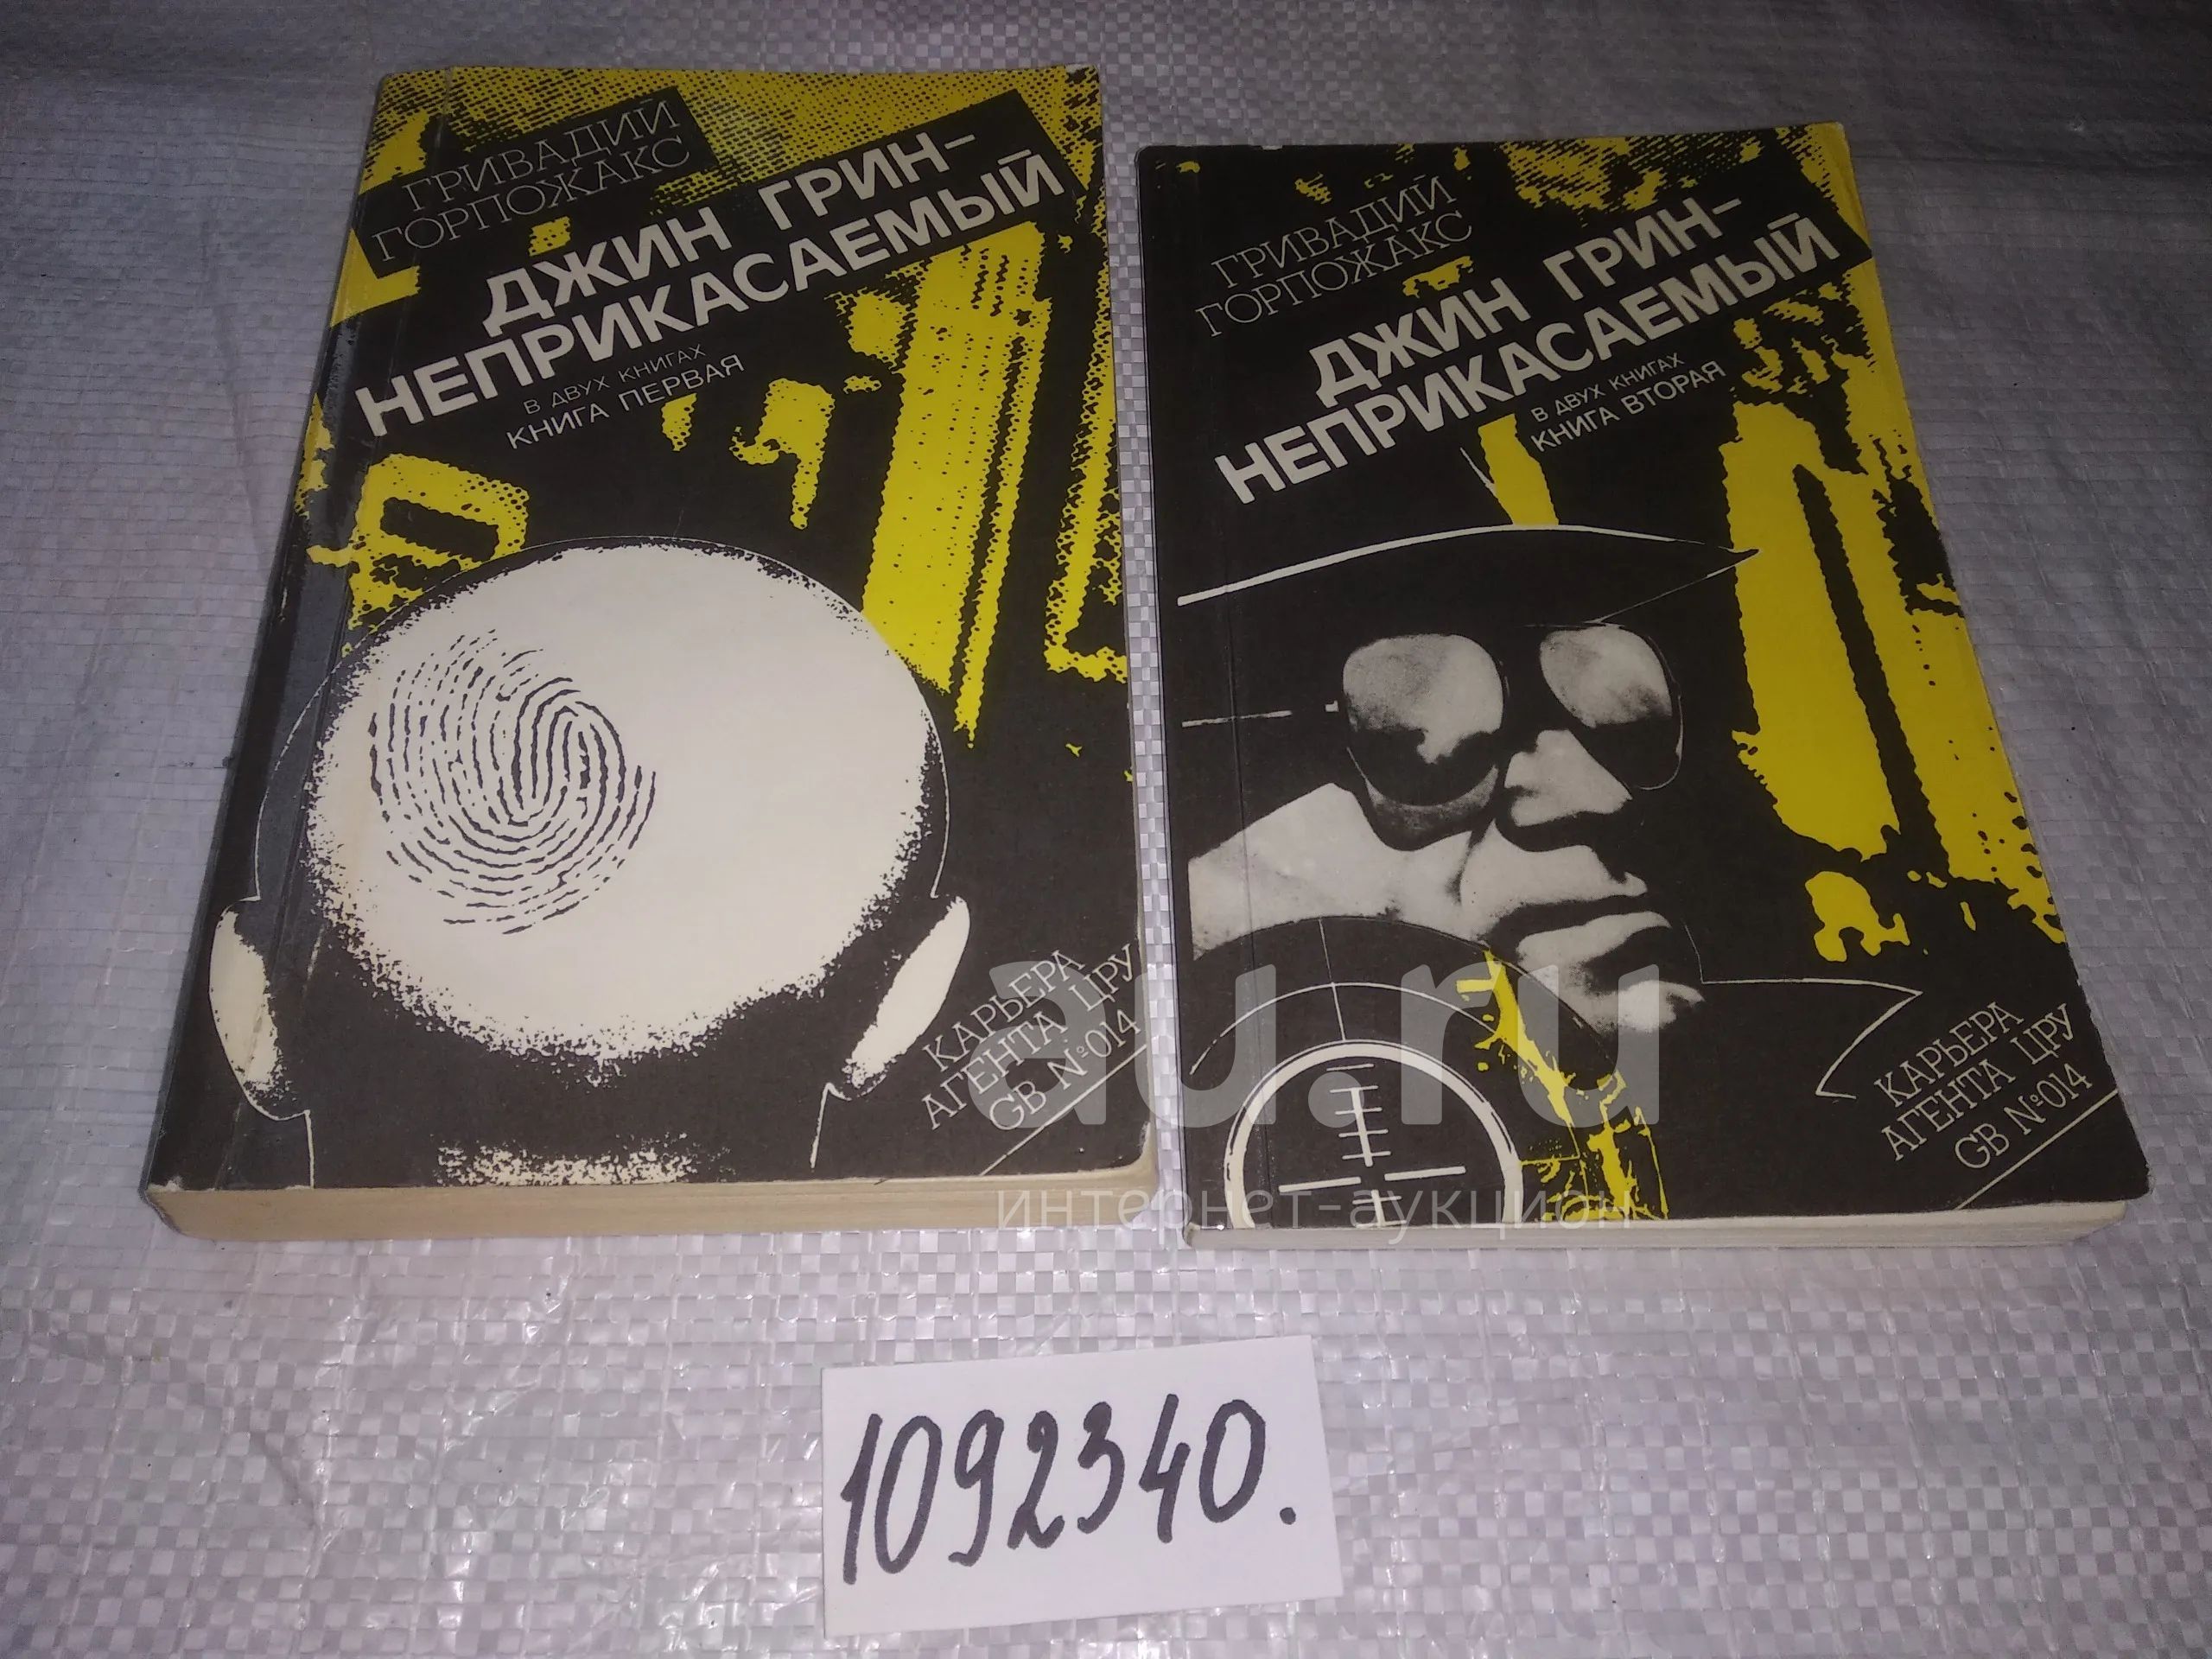 ГРИВАДИЙ
ГОРПОЖАКС
ДЖИН ГРИН-
НЕПРИКАСАЕМЫЙ
В ДВУХ КНИГАХ
КНИГА ПЕРВАЯ
КАРЬЕРА
АГЕНТА ЦРУ
GB №014
ГРИВАДИЙ
ГОРПОЖАКС
ДЖИН ГРИН-
НЕПРИКАСАЕМЫЙ
В ДВУХ КНИГАХ
КНИГА ВТОРАЯ
КАРЬЕРА
АГЕНТА ЦРУ
GB №014
au.ru
интернет-аукцион
1092340.